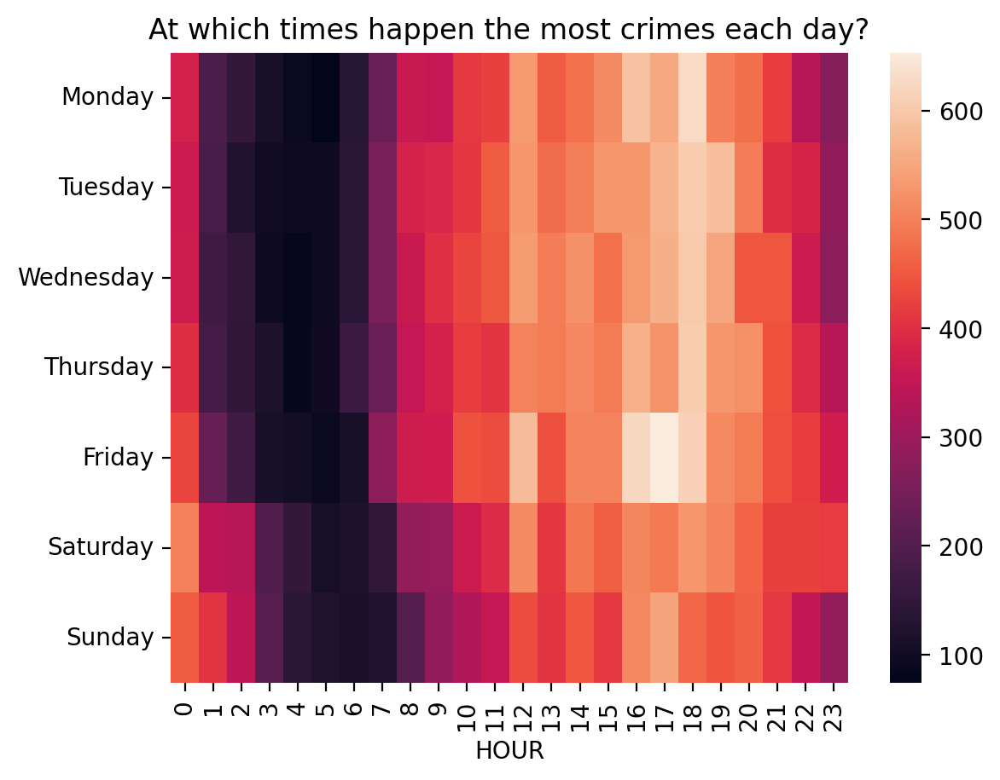 At which times happen the most crimes each day?
Monday
Tuesday
Wednesday
Thursday
Friday
Saturday
Sunday
0 1 2 3 4 5 6 7 8 9 10 11 12 13 14 15 16 17 18 19 20 21 22 23
HOUR
600
500
400
300
200
100